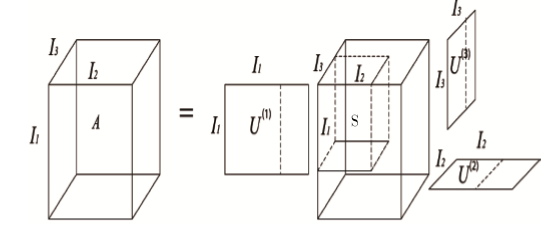 I₃
I₂
I₁
A
=
I₁
I₁
U⁽¹⁾
I₃
I₂
I₁
S
I₃
I₃
U⁽³⁾
I₂
I₂
U⁽²⁾